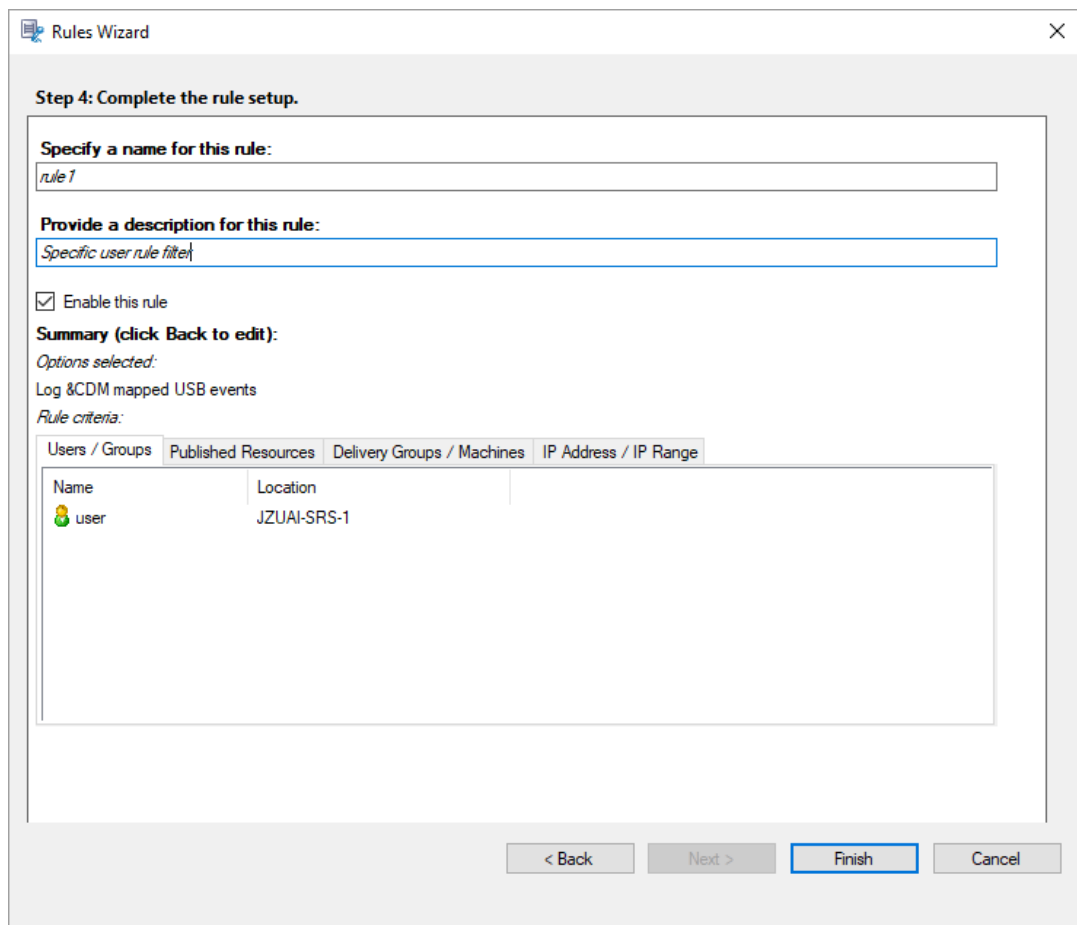 Rules Wizard
Step 4: Complete the rule setup.
Specify a name for this rule:
rule1
Provide a description for this rule:
Specific user rule filter
Enable this rule
Summary (click Back to edit):
Options selected:
Log &CDM mapped USB events
Rule criteria:
Users / Groups Published Resources Delivery Groups / Machines IP Address / IP Range
Name Location
user JZUAI-SRS-1
< Back Next > Finish Cancel